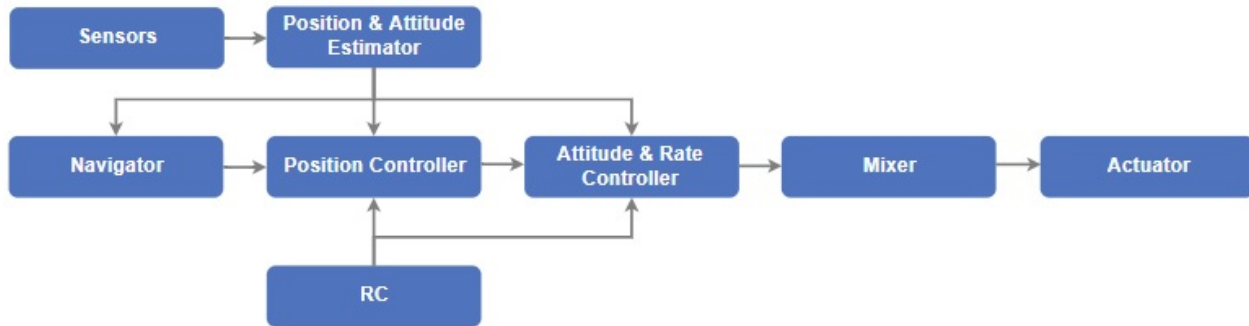 Sensors
Position & Attitude
Estimator
Navigator
Position Controller
Attitude & Rate
Controller
Mixer
Actuator
RC